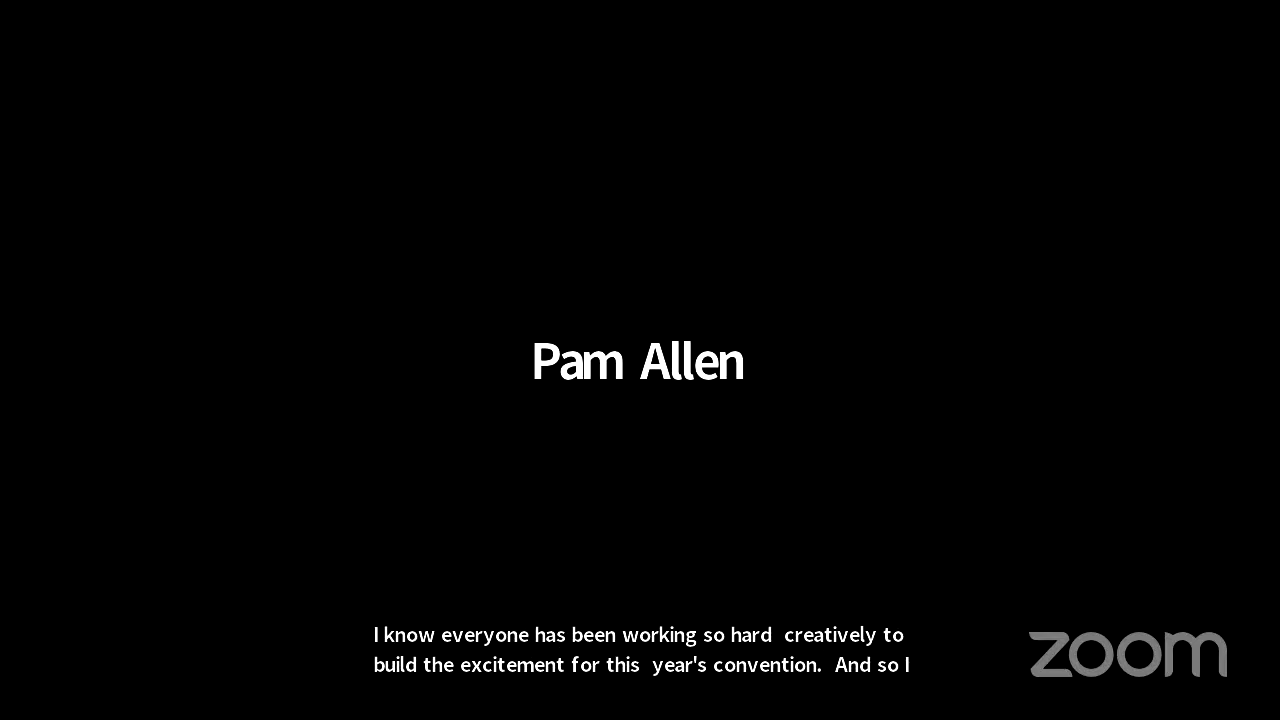 Pam Allen
I know everyone has been working so hard creatively to
build the excitement for this year's convention. And so I
zoom